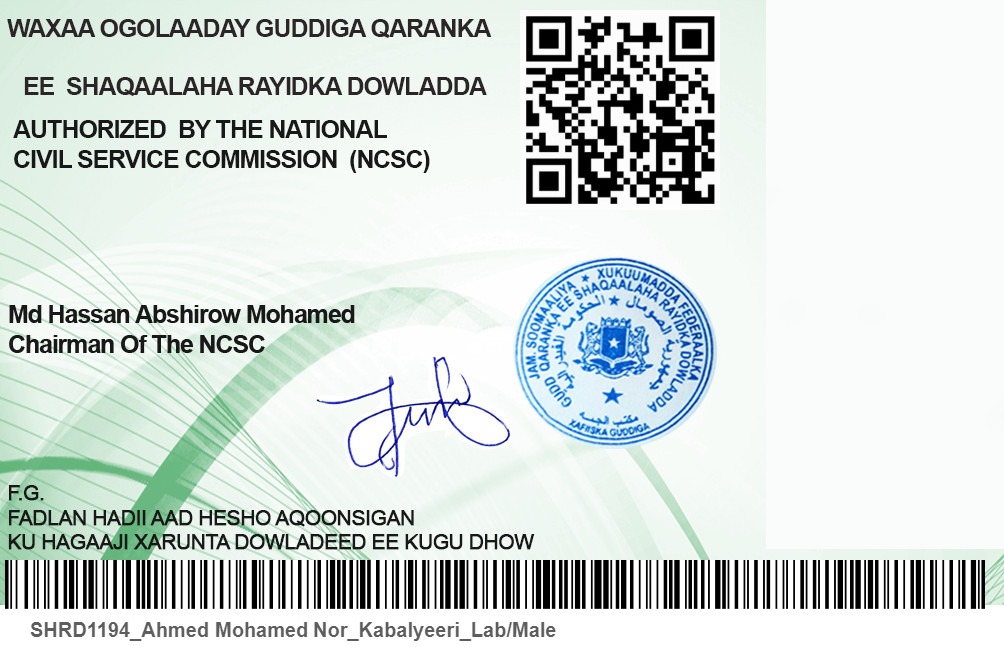 WAXAA OGOLAADAY GUDDIGA QARANKA
EE SHAQAALAHA RAYIDKA DOWLADDA
AUTHORIZED BY THE NATIONAL
CIVIL SERVICE COMMISSION (NCSC)
Md Hassan Abshirow Mohamed
Chairman Of The NCSC
JAM. SOOMAALIYA ★ XUKUUMADDA FEDERAALKA
GUDD QARANKA EE SHAQAALAHA RAYIDKA DOWLADDA
XAFIISKA GUDDIGA
F.G.
FADLAN HADII AAD HESHO AQOONSIGAN
KU HAGAAJI XARUNTA DOWLADEED EE KUGU DHOW
SHRD1194_Ahmed Mohamed Nor_Kabalyeeri_Lab/Male